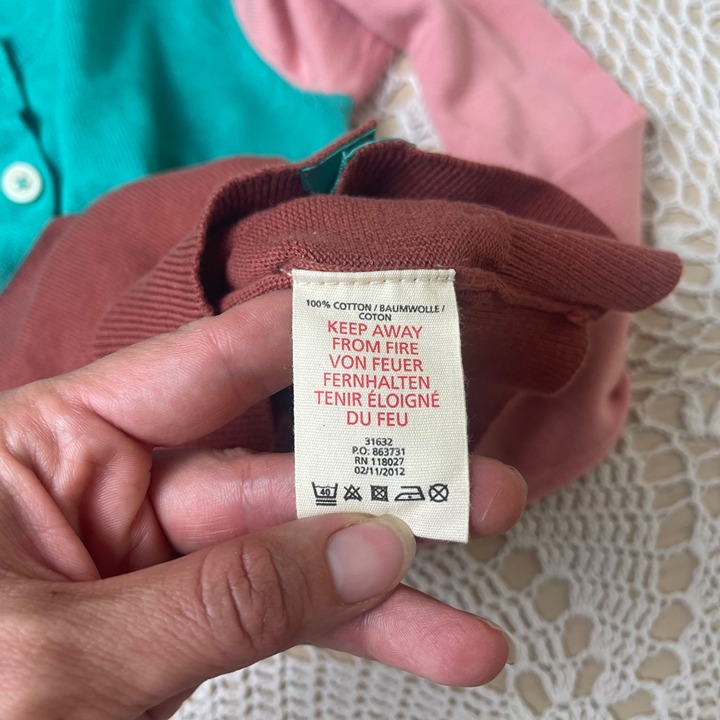 100% COTTON / BAUMWOLLE /
COTON
KEEP AWAY
FROM FIRE
VON FEUER
FERNHALTEN
TENIR ÉLOIGNÉ
DU FEU
31632
P.O: 863731
RN 118027
02/11/2012
40